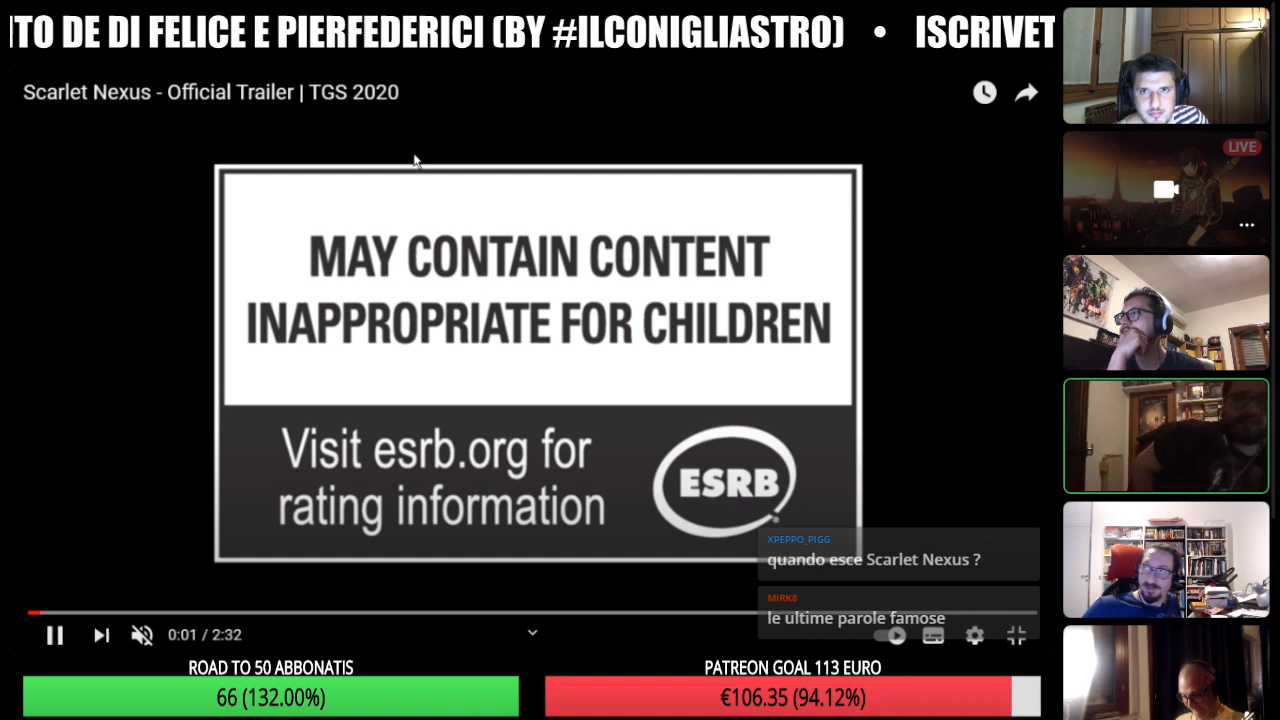 ITO DE DI FELICE E PIERFEDERICI (BY #ILCONIGLIASTRO) • ISCRIVET
Scarlet Nexus - Official Trailer | TGS 2020
LIVE
MAY CONTAIN CONTENT
INAPPROPRIATE FOR CHILDREN
Visit esrb.org for
rating information
ESRB
XPEPPO_PIGG
quando esce Scarlet Nexus ?
MIRK8
le ultime parole famose
0:01 / 2:32
ROAD TO 50 ABBONATIS
66 (132.00%)
PATREON GOAL 113 EURO
€106.35 (94.12%)